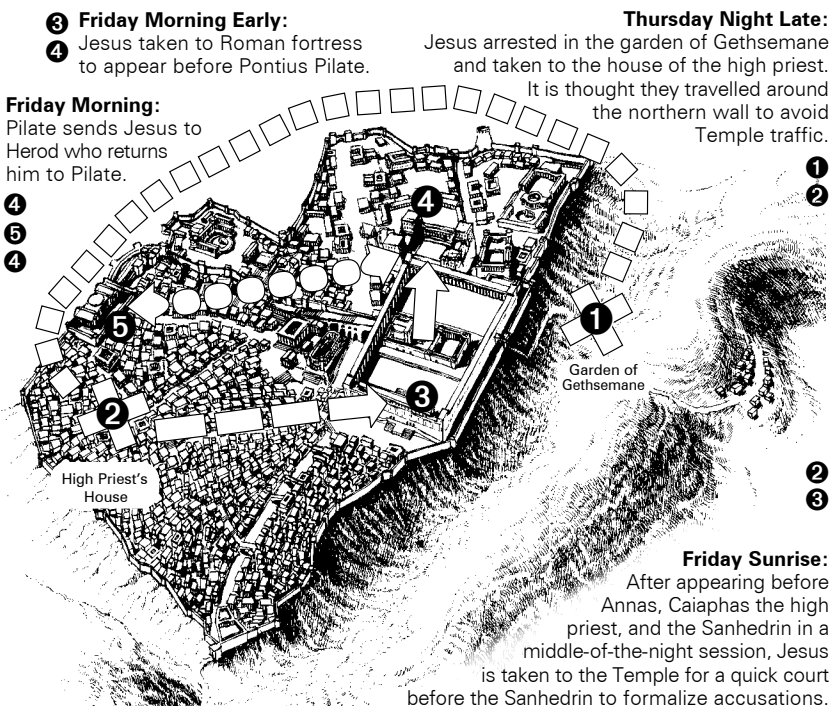 ❸ Friday Morning Early:
❹ Jesus taken to Roman fortress
to appear before Pontius Pilate.
Thursday Night Late:
Jesus arrested in the garden of Gethsemane
and taken to the house of the high priest.
It is thought they travelled around
the northern wall to avoid
Temple traffic.
❶
❷
Friday Morning:
Pilate sends Jesus to
Herod who returns
him to Pilate.
❹
❺
❹
❹
❺
❶
Garden of
Gethsemane
❸
❷
High Priest's
House
❷
❸
Friday Sunrise:
After appearing before
Annas, Caiaphas the high
priest, and the Sanhedrin in a
middle-of-the-night session, Jesus
is taken to the Temple for a quick court
before the Sanhedrin to formalize accusations.